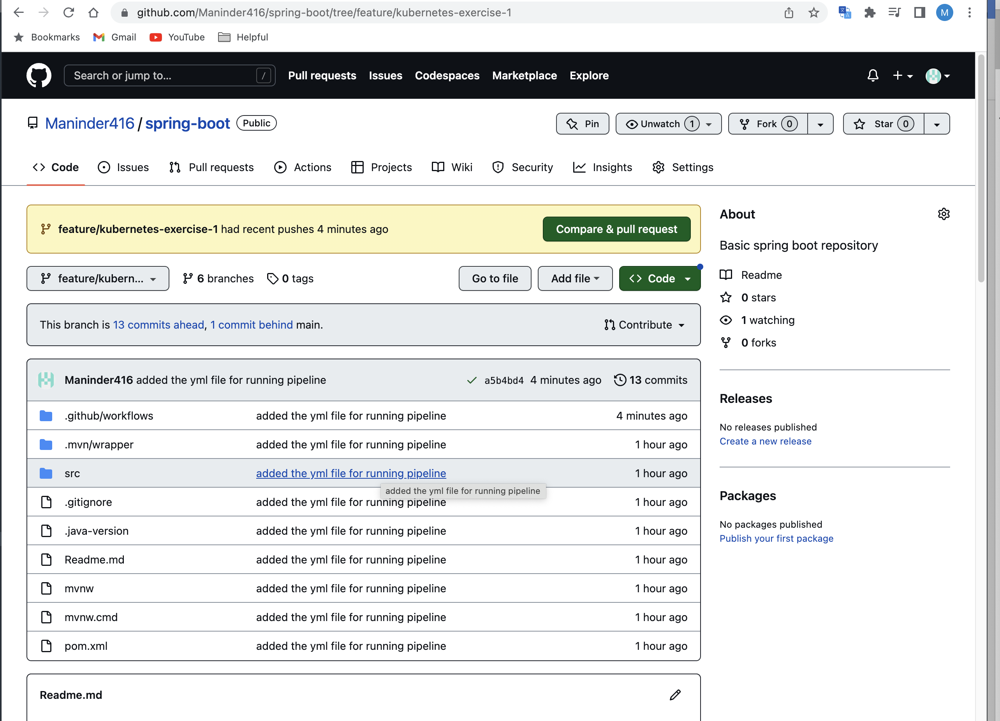 github.com/Maninder416/spring-boot/tree/feature/kubernetes-exercise-1
M
Bookmarks Gmail YouTube Helpful
Search or jump to... / Pull requests Issues Codespaces Marketplace Explore
Maninder416 / spring-boot Public Pin Unwatch 1 Fork 0 Star 0
Code Issues Pull requests Actions Projects Wiki Security Insights Settings
feature/kubernetes-exercise-1 had recent pushes 4 minutes ago Compare & pull request
feature/kubern... 6 branches 0 tags Go to file Add file Code
This branch is 13 commits ahead, 1 commit behind main. Contribute
Maninder416 added the yml file for running pipeline a5b4bd4 4 minutes ago 13 commits
.github/workflows added the yml file for running pipeline 4 minutes ago
.mvn/wrapper added the yml file for running pipeline 1 hour ago
src added the yml file for running pipeline 1 hour ago
added the yml file for running pipeline
.gitignore added the yml file for running pipeline 1 hour ago
.java-version added the yml file for running pipeline 1 hour ago
Readme.md added the yml file for running pipeline 1 hour ago
mvnw added the yml file for running pipeline 1 hour ago
mvnw.cmd added the yml file for running pipeline 1 hour ago
pom.xml added the yml file for running pipeline 1 hour ago
Readme.md
About
Basic spring boot repository
Readme
0 stars
1 watching
0 forks
Releases
No releases published
Create a new release
Packages
No packages published
Publish your first package